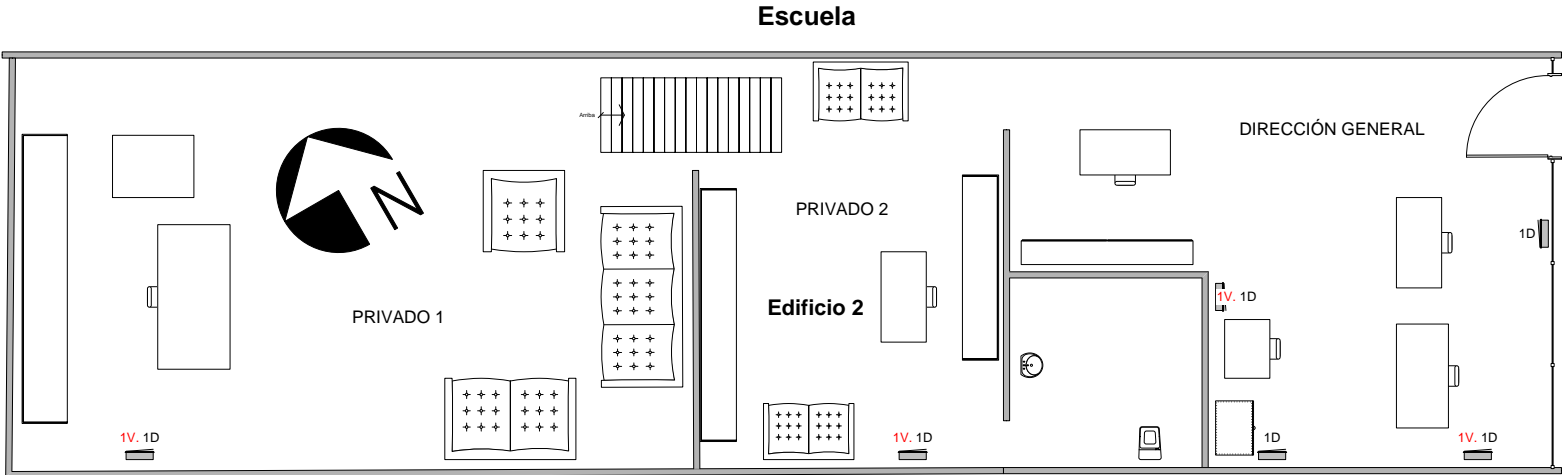 Escuela
Arriba
DIRECCIÓN GENERAL
PRIVADO 2
N
1D
Edificio 2
1V. 1D
PRIVADO 1
1V. 1D
1V. 1D
1D
1V. 1D